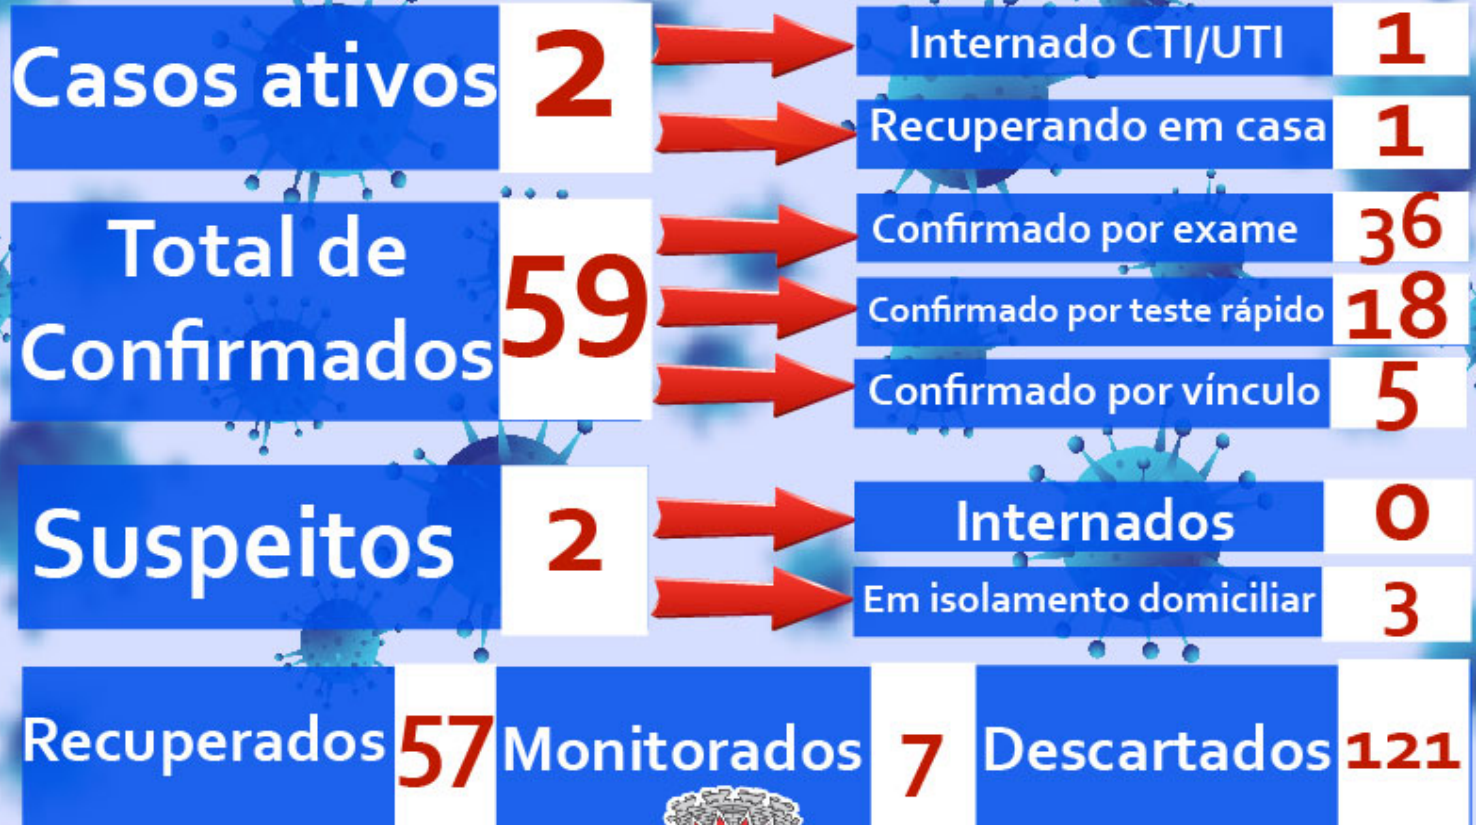 Casos ativos 2
Internado CTI/UTI 1
Recuperando em casa 1
Total de
Confirmados 59
Confirmado por exame 36
Confirmado por teste rápido 18
Confirmado por vínculo 5
Suspeitos 2
Internados 0
Em isolamento domiciliar 3
Recuperados 57 Monitorados 7 Descartados 121